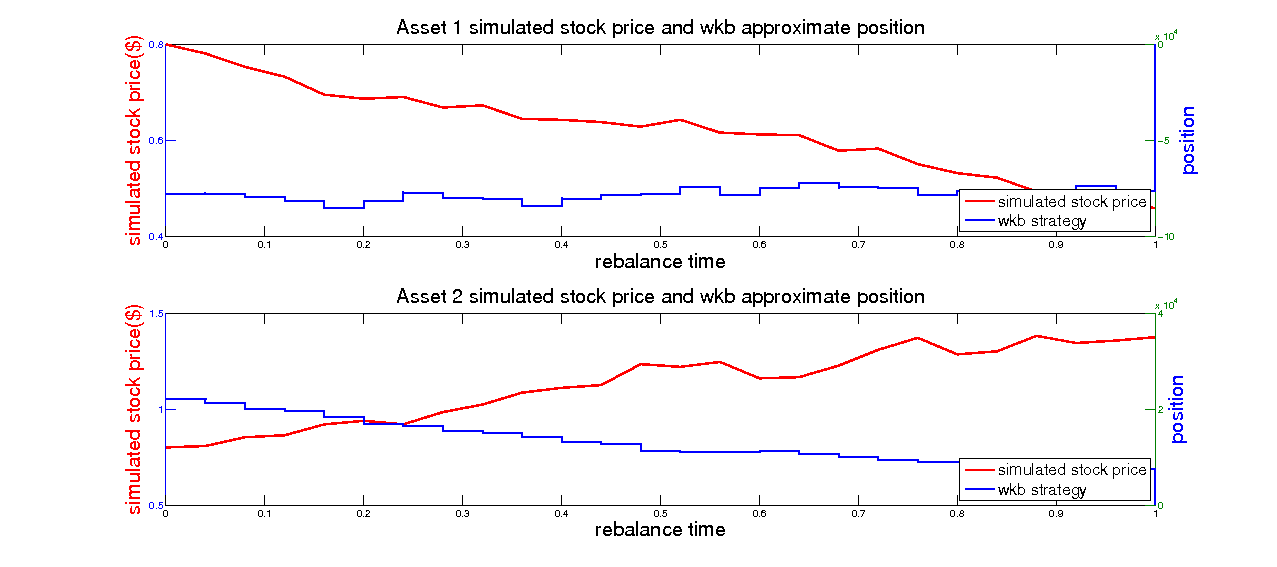 Asset 1 simulated stock price and wkb approximate position
x 10^4
simulated stock price($)
0.8
0.6
0.4
0
−5
−10
position
simulated stock price
wkb strategy
0 0.1 0.2 0.3 0.4 0.5 0.6 0.7 0.8 0.9 1
rebalance time
Asset 2 simulated stock price and wkb approximate position
x 10^4
simulated stock price($)
1.5
1
0.5
4
2
0
position
simulated stock price
wkb strategy
0 0.1 0.2 0.3 0.4 0.5 0.6 0.7 0.8 0.9 1
rebalance time